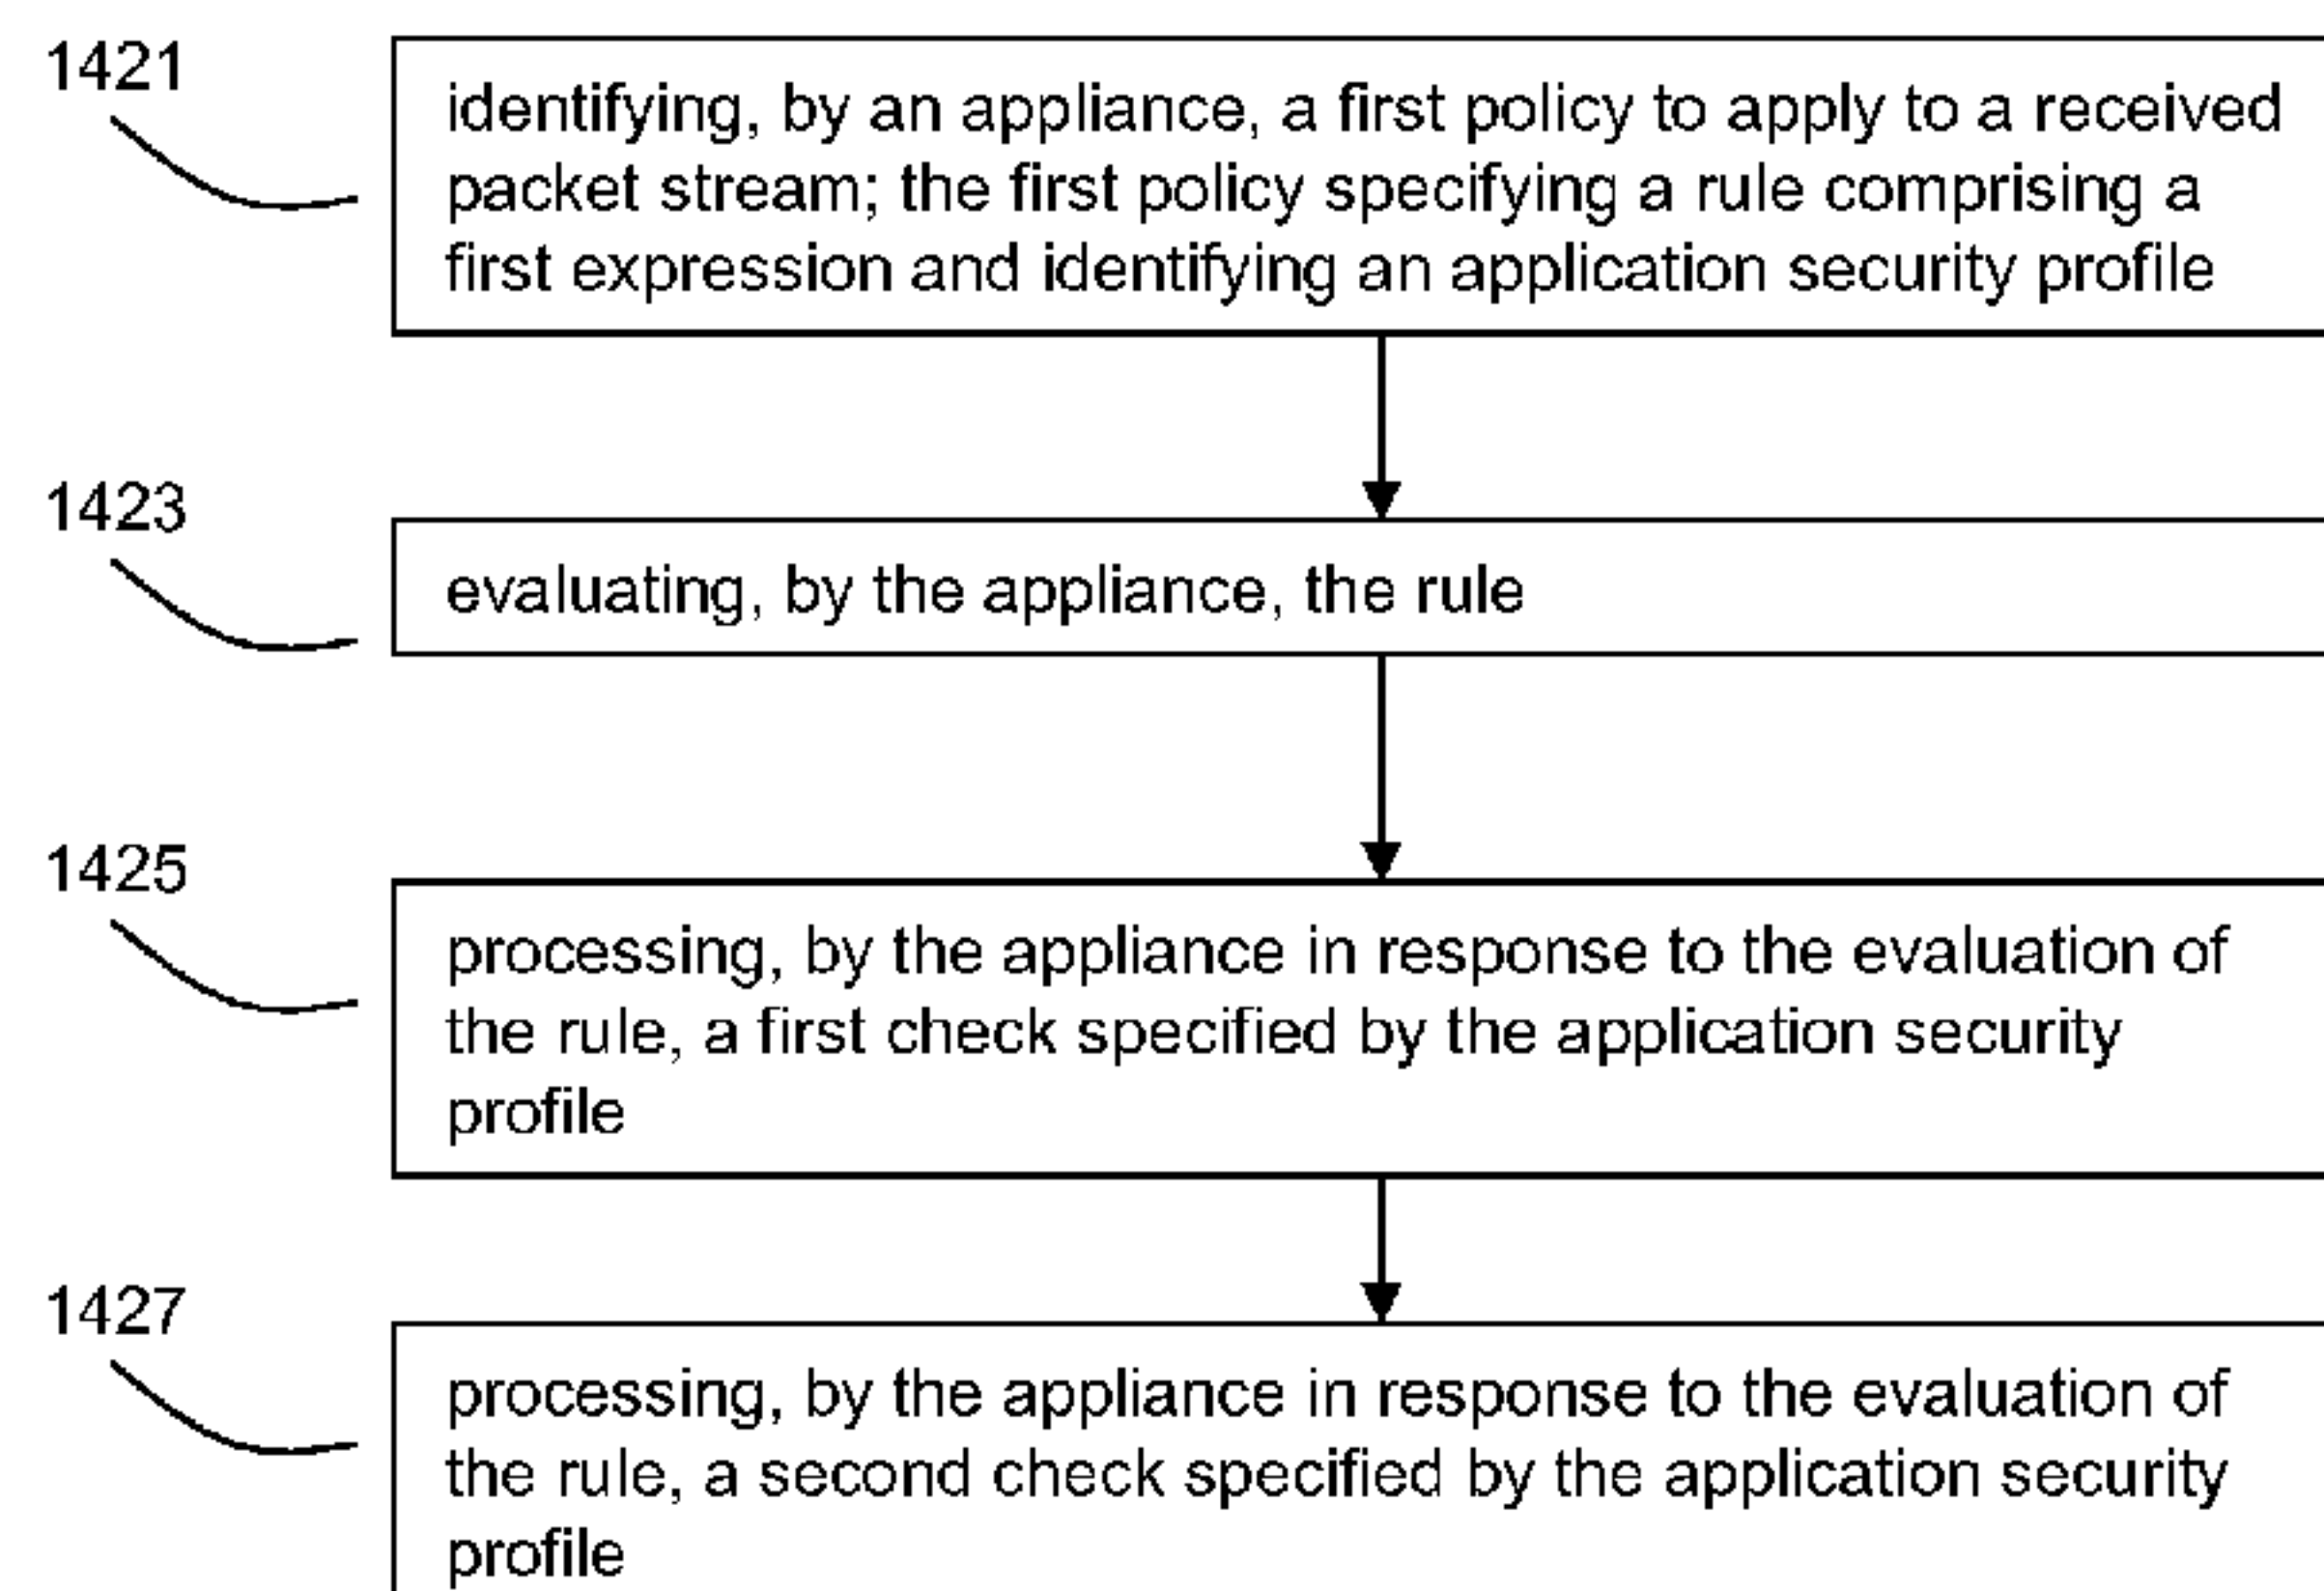 1421
identifying, by an appliance, a first policy to apply to a received
packet stream; the first policy specifying a rule comprising a
first expression and identifying an application security profile
1423
evaluating, by the appliance, the rule
1425
processing, by the appliance in response to the evaluation of
the rule, a first check specified by the application security
profile
1427
processing, by the appliance in response to the evaluation of
the rule, a second check specified by the application security
profile